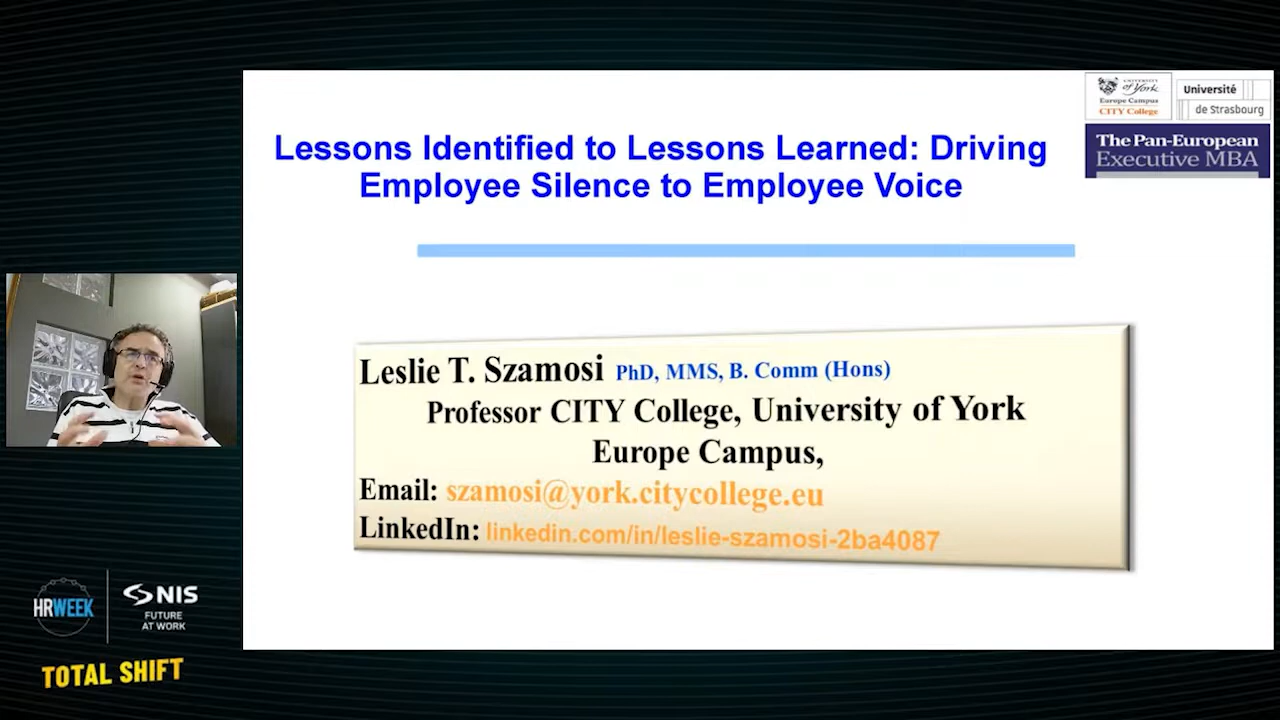 UNIVERSITY
of York
Europe Campus
CITY College
Université
de Strasbourg
The Pan-European
Executive MBA
Lessons Identified to Lessons Learned: Driving
Employee Silence to Employee Voice
Leslie T. Szamosi PhD, MMS, B. Comm (Hons)
Professor CITY College, University of York
Europe Campus,
Email: szamosi@york.citycollege.eu
LinkedIn: linkedin.com/in/leslie-szamosi-2ba4087
HRWEEK
NIS
FUTURE
AT WORK
TOTAL SHIFT